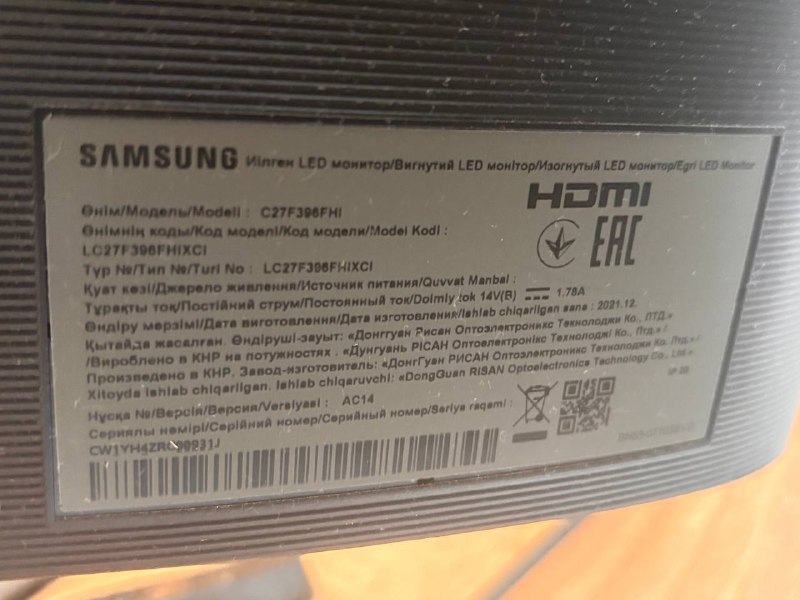 SAMSUNG Иілген LED монитор/Вигнутий LED монітор/Изогнутый LED монитор/Egri LED Monitor
HDMI
EAC
Өнім/Модель/Modeli : C27F396FHI
Өнімнің коды/Код моделі/Код модели/Model Kodi :
LC27F396FHIXCI
Түр №/Тип №/Turi No : LC27F396FHIXCI
Қуат көзі/Джерело живлення/Источник питания/Quvvat Manbai :
Тұрақты тоқ/Постійний струм/Постоянный ток/Doimiy tok 14V(B) 1.78A
Өндіру мерзімі/Дата виготовлення/Дата изготовления/Ishlab chiqarilgan sana : 2021.12.
Қытайда жасалған. Өндіруші-зауыт: «Донггуан Рисан Оптоэлектроникс Текнолоджи Ко., ЛТД.»
/Вироблено в КНР на потужностях . «Дунгуань РІСАН Оптоелектронікс Текнолоджі Ко., Лтд.» /
Произведено в КНР. Завод-изготовитель: «ДонгГуан РИСАН Оптоэлектроникс Текнолоджи Ко., Лтд.» /
Xitoyda ishlab chiqarilgan. Ishlab chiqaruvchi: «DongGuan RISAN Optoelectronics Technology Co., Ltd.»
Нұсқа №/Версія/Версия/Versiyasi : AC14
Сериялы нөмірі/Серійний номер/Серийный номер/Seriya raqami :